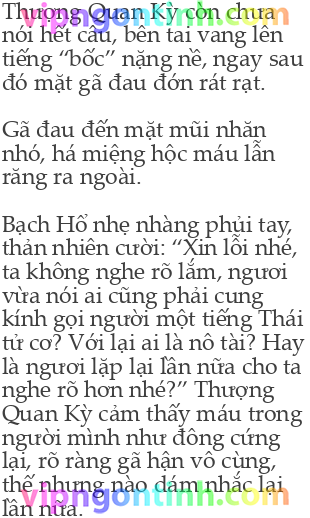 Thượng Quan Kỳ còn chưa
nói hết câu, bên tai vang lên
tiếng “bốc” nặng nề, ngay sau
đó mặt gã đau đớn rát rạt.
Gã đau đến mặt mũi nhăn
nhó, há miệng hộc máu lẫn
răng ra ngoài.
Bạch Hổ nhẹ nhàng phủi tay,
thản nhiên cười: “Xin lỗi nhé,
ta không nghe rõ lắm, ngươi
vừa nói ai cũng phải cung
kính gọi người một tiếng Thái
tử cơ? Với lại ai là nô tài? Hay
là ngươi lặp lại lần nữa cho ta
nghe rõ hơn nhé?” Thượng
Quan Kỳ cảm thấy máu trong
người mình như đông cứng
lại, rõ ràng gã hận vô cùng,
thế nhưng nào dám nhắc lại
lần nữa.
vipngontinh.com
vipngontinh.com